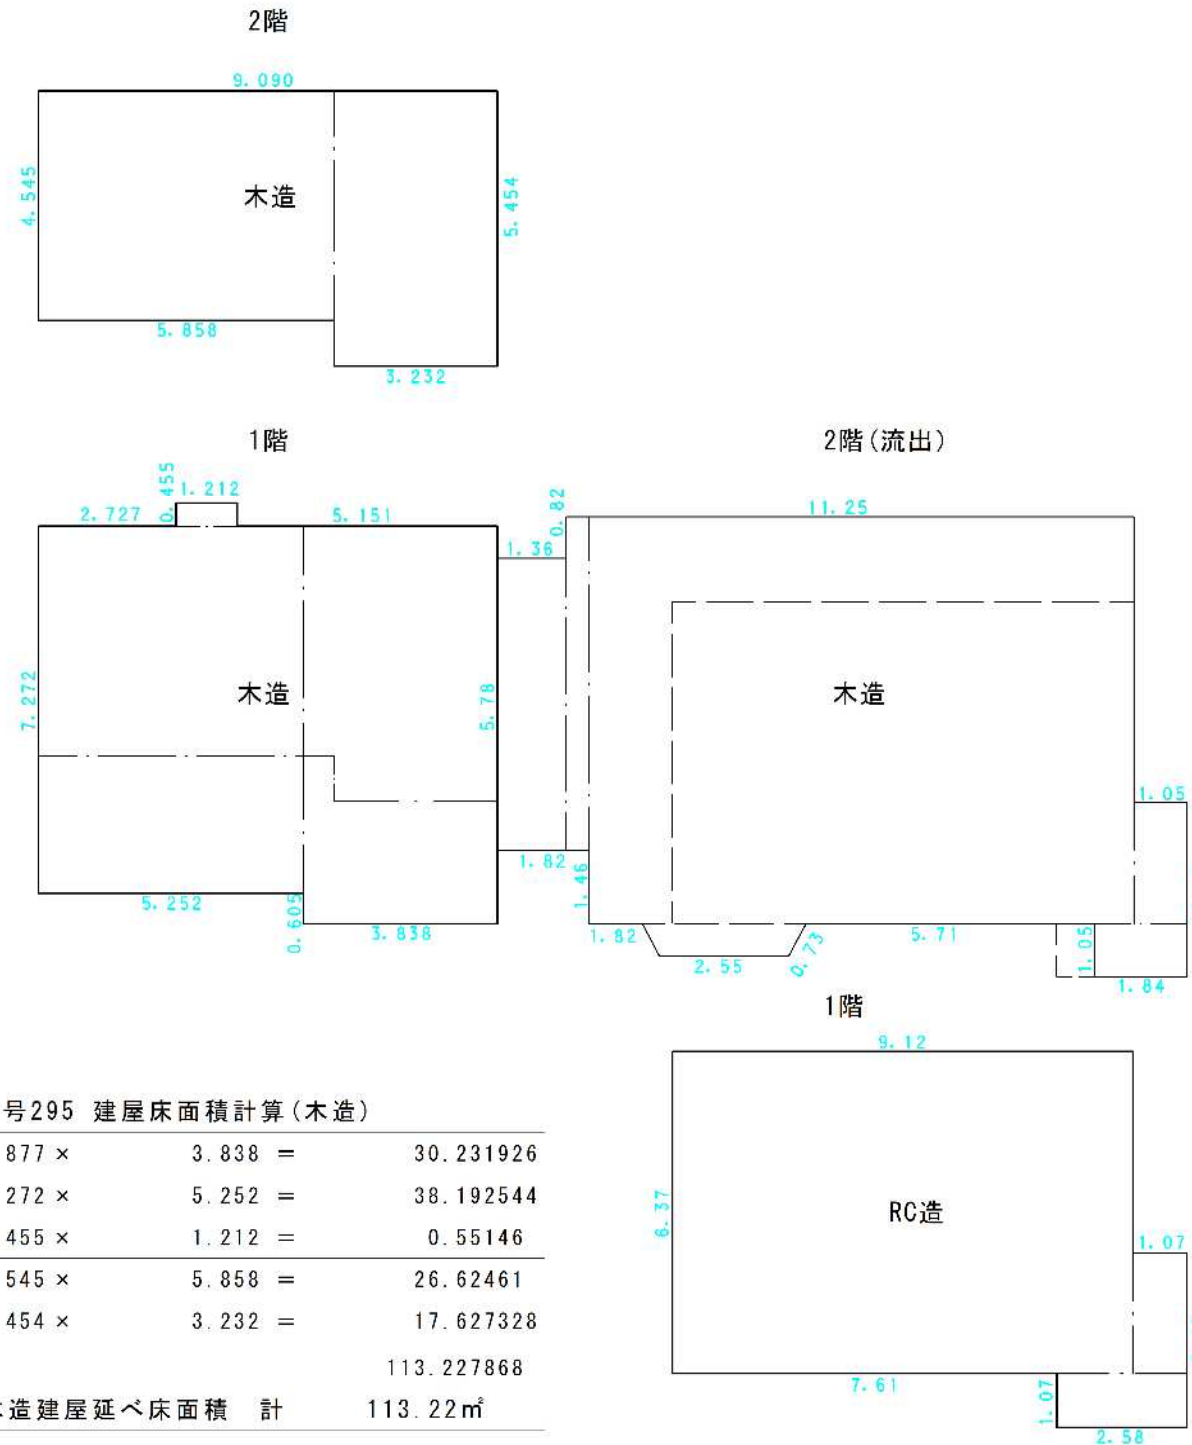 2階
9.090
4.545
木造
5.454
5.858
3.232
1階
2階(流出)
0.455
1.212
2.727
5.151
0.82
11.25
1.36
7.272
木造
5.78
木造
1.05
1.82
1.46
5.252
0.605
3.838
1.82
2.55
0.73
5.71
1.05
1.84
1階
9.12
6.37
RC造
1.07
7.61
1.07
2.58
号295 建屋床面積計算(木造)
877 × 3.838 = 30.231926
272 × 5.252 = 38.192544
455 × 1.212 = 0.55146
545 × 5.858 = 26.62461
454 × 3.232 = 17.627328
113.227868
造建屋延べ床面積 計 113.22㎡